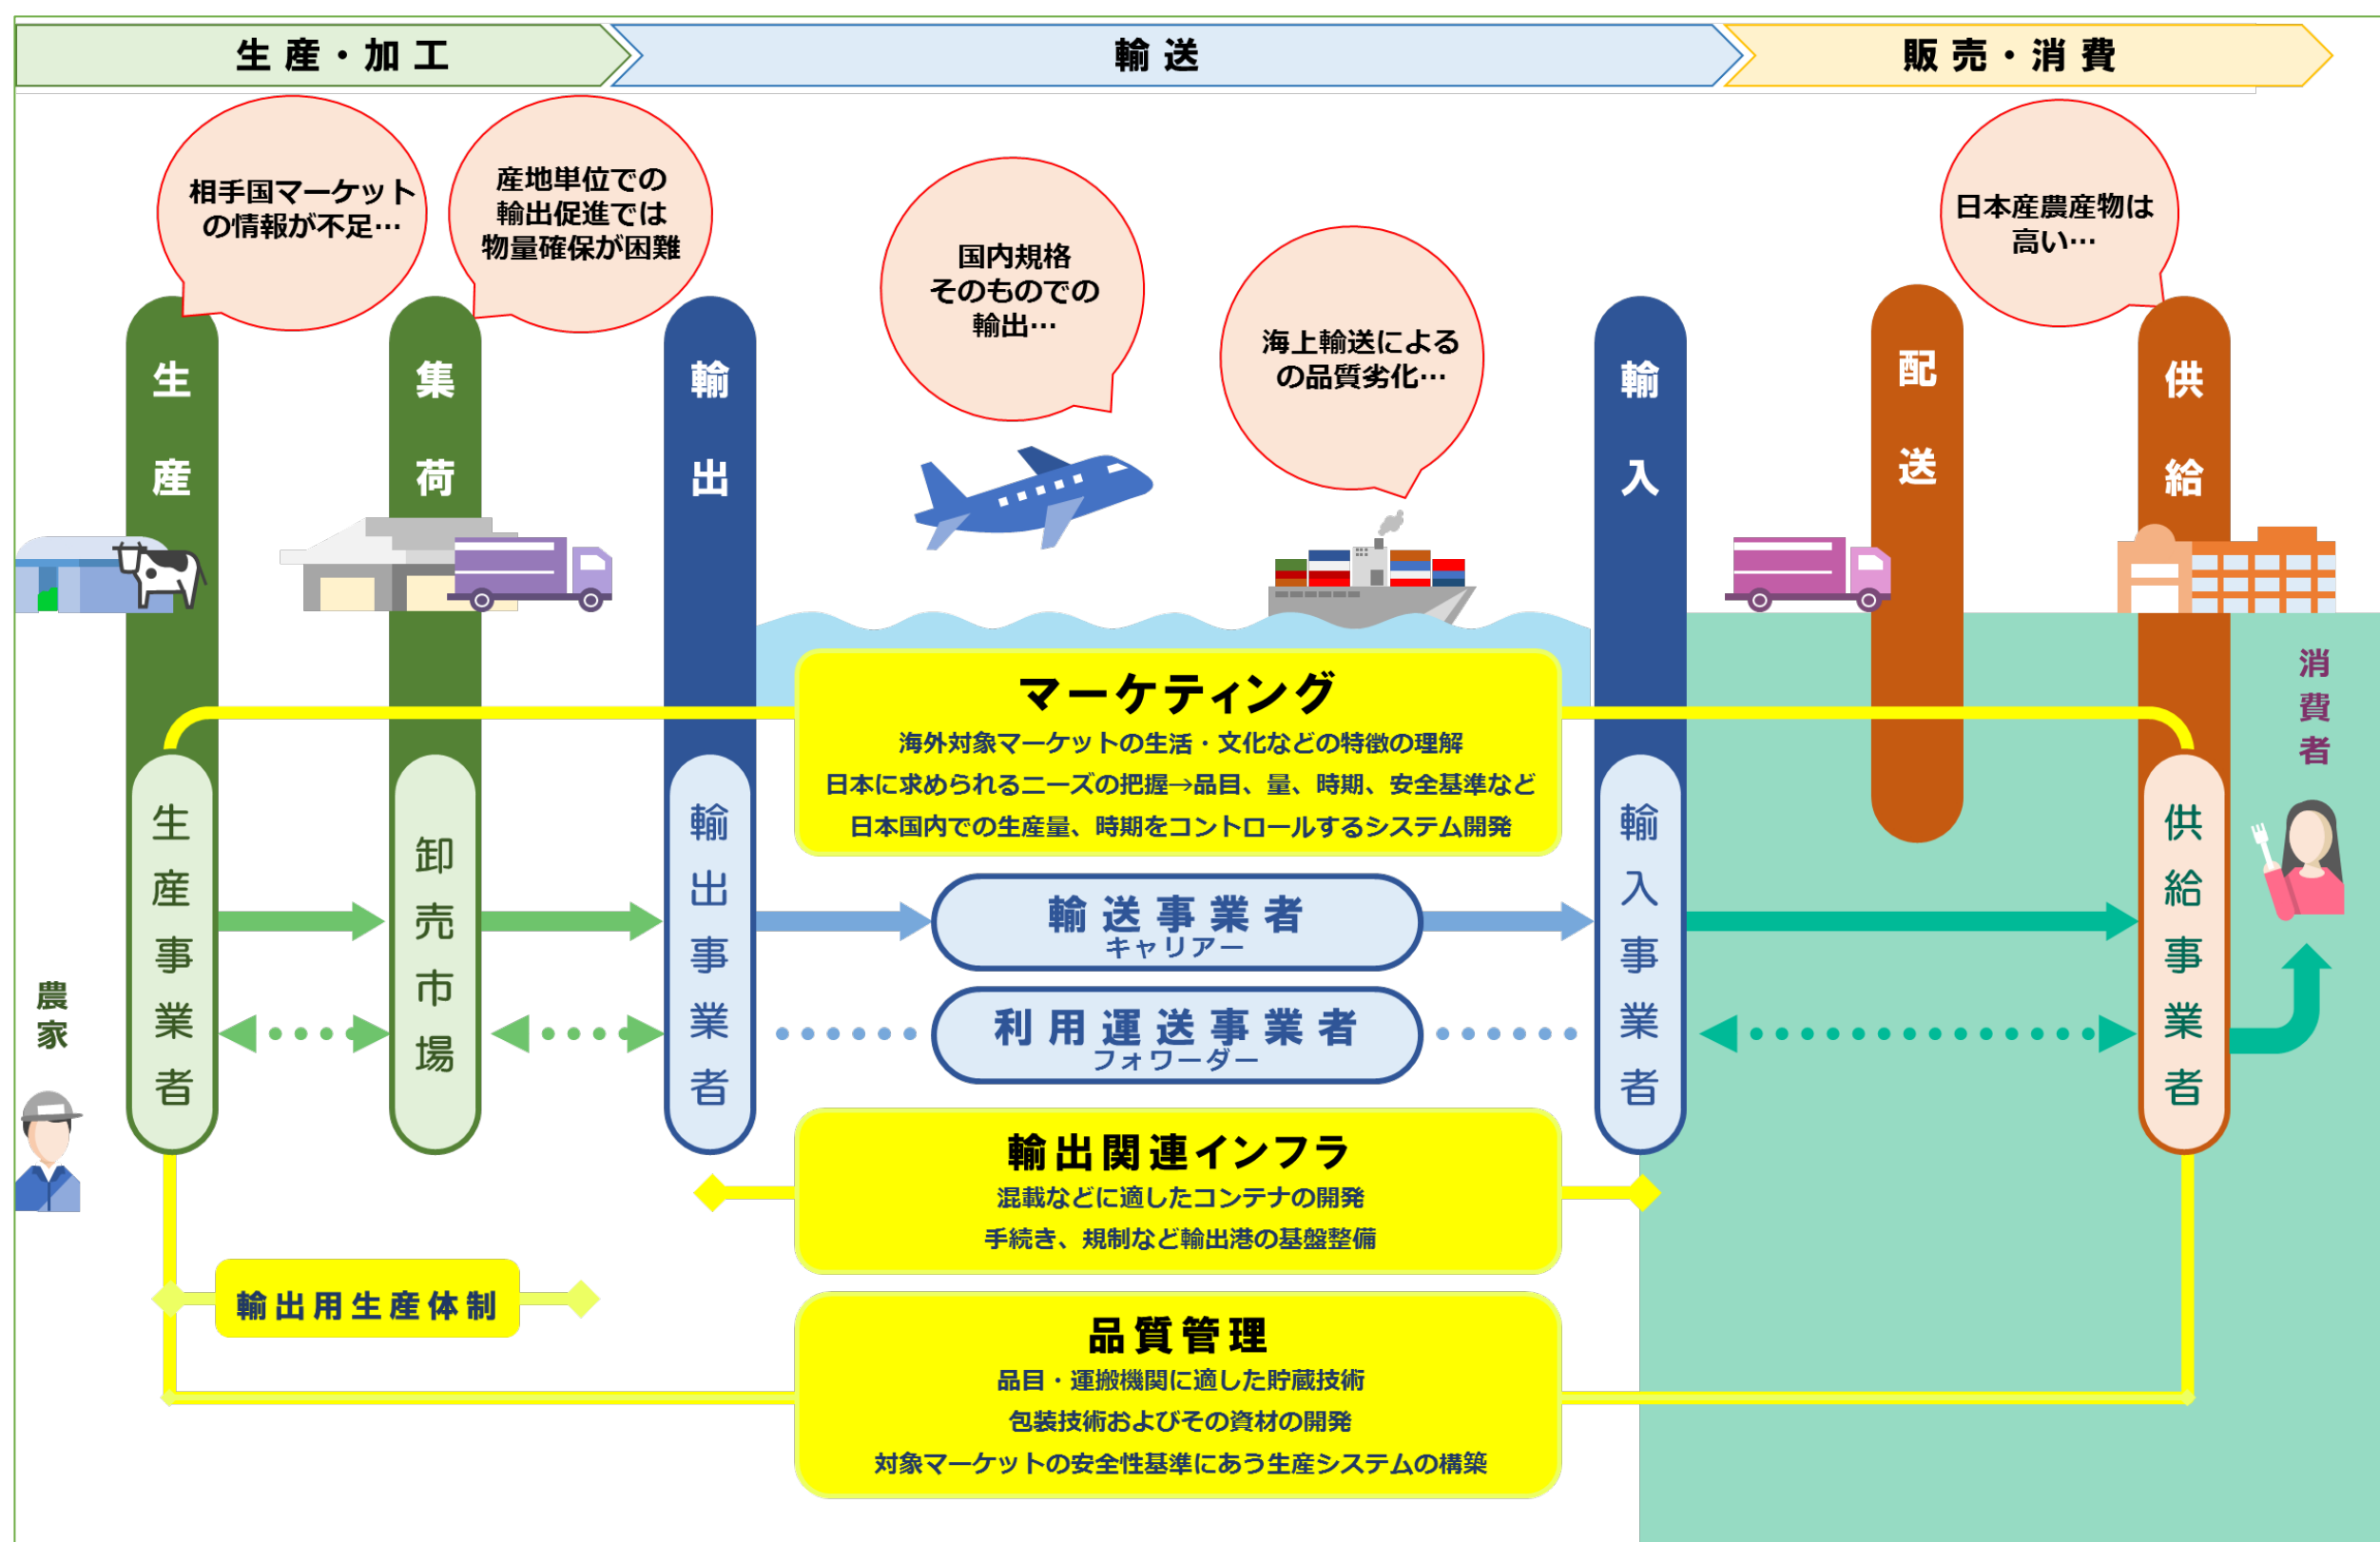 生産・加工
輸送
販売・消費
相手国マーケット
の情報が不足…
産地単位での
輸出促進では
物量確保が困難
国内規格
そのものでの
輸出…
海上輸送による
の品質劣化…
日本産農産物は
高い…
生産
集荷
輸出
輸入
配送
供給
マーケティング
海外対象マーケットの生活・文化などの特徴の理解
日本に求められるニーズの把握→品目、量、時期、安全基準など
日本国内での生産量、時期をコントロールするシステム開発
消費者
農家
生産事業者
卸売市場
輸出事業者
輸送事業者
キャリアー
利用運送事業者
フォワーダー
輸入事業者
供給事業者
輸出関連インフラ
混載などに適したコンテナの開発
手続き、規制など輸出港の基盤整備
輸出用生産体制
品質管理
品目・運搬機関に適した貯蔵技術
包装技術およびその資材の開発
対象マーケットの安全性基準にあう生産システムの構築